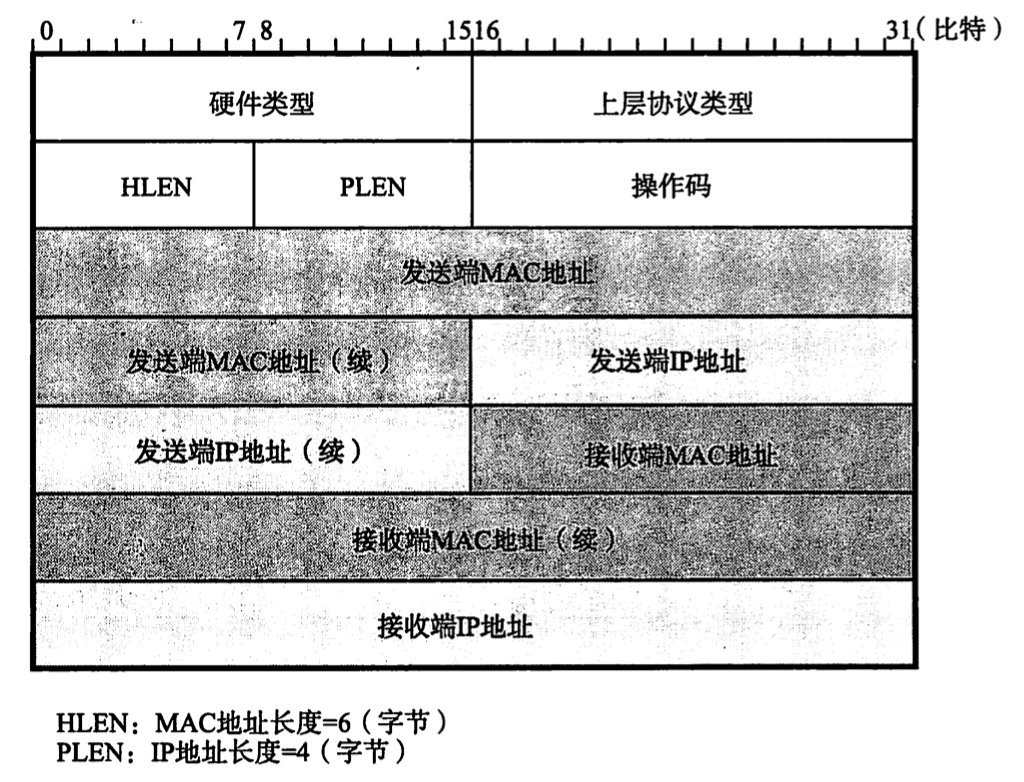 0 7 8 1516 31(比特)
硬件类型 上层协议类型
HLEN PLEN 操作码
发送端MAC地址
发送端MAC地址(续) 发送端IP地址
发送端IP地址(续) 接收端MAC地址
接收端MAC地址(续)
接收端IP地址
HLEN:MAC地址长度=6(字节)
PLEN:IP地址长度=4(字节)